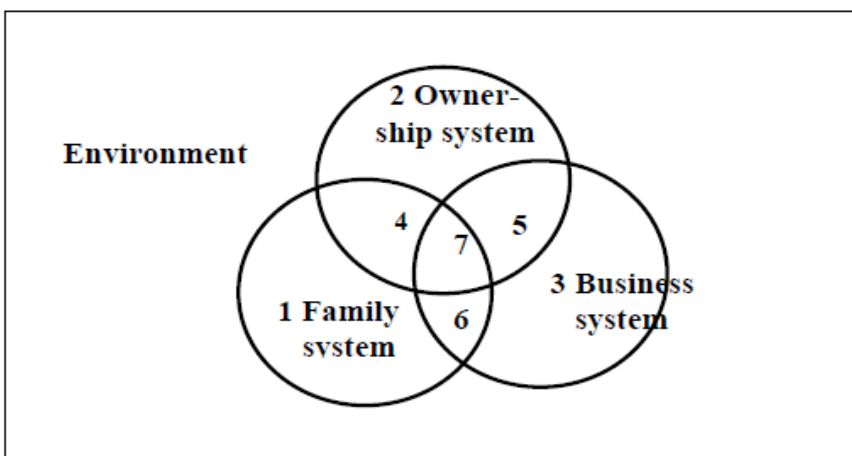 2 Owner-
ship system
Environment
4
5
7
3 Business
system
1 Family
system
6